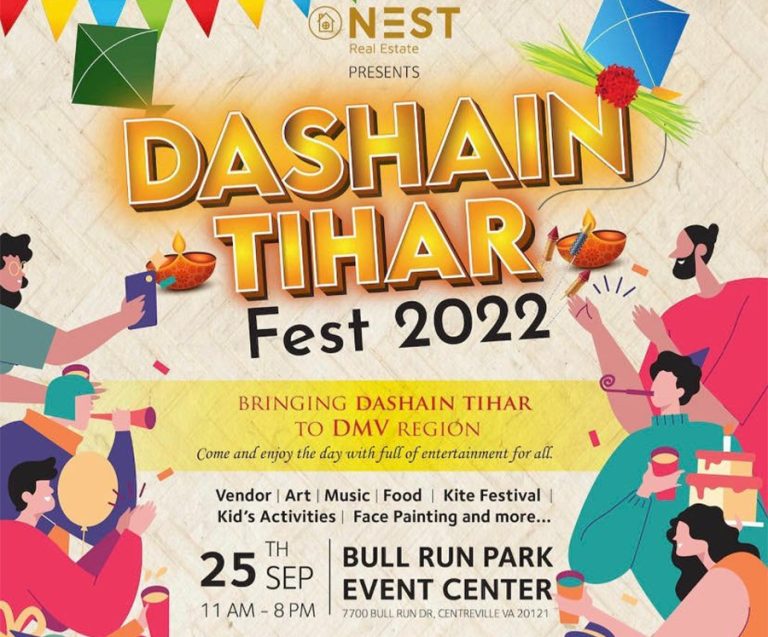 NEST
Real Estate
PRESENTS
DASHAIN
TIHAR
Fest 2022
BRINGING DASHAIN TIHAR
TO DMV REGION
Come and enjoy the day with full of entertainment for all.
Vendor | Art | Music | Food | Kite Festival |
Kid's Activities | Face Painting and more...
25TH SEP
11 AM – 8 PM
BULL RUN PARK
EVENT CENTER
7700 BULL RUN DR, CENTREVILLE VA 20121